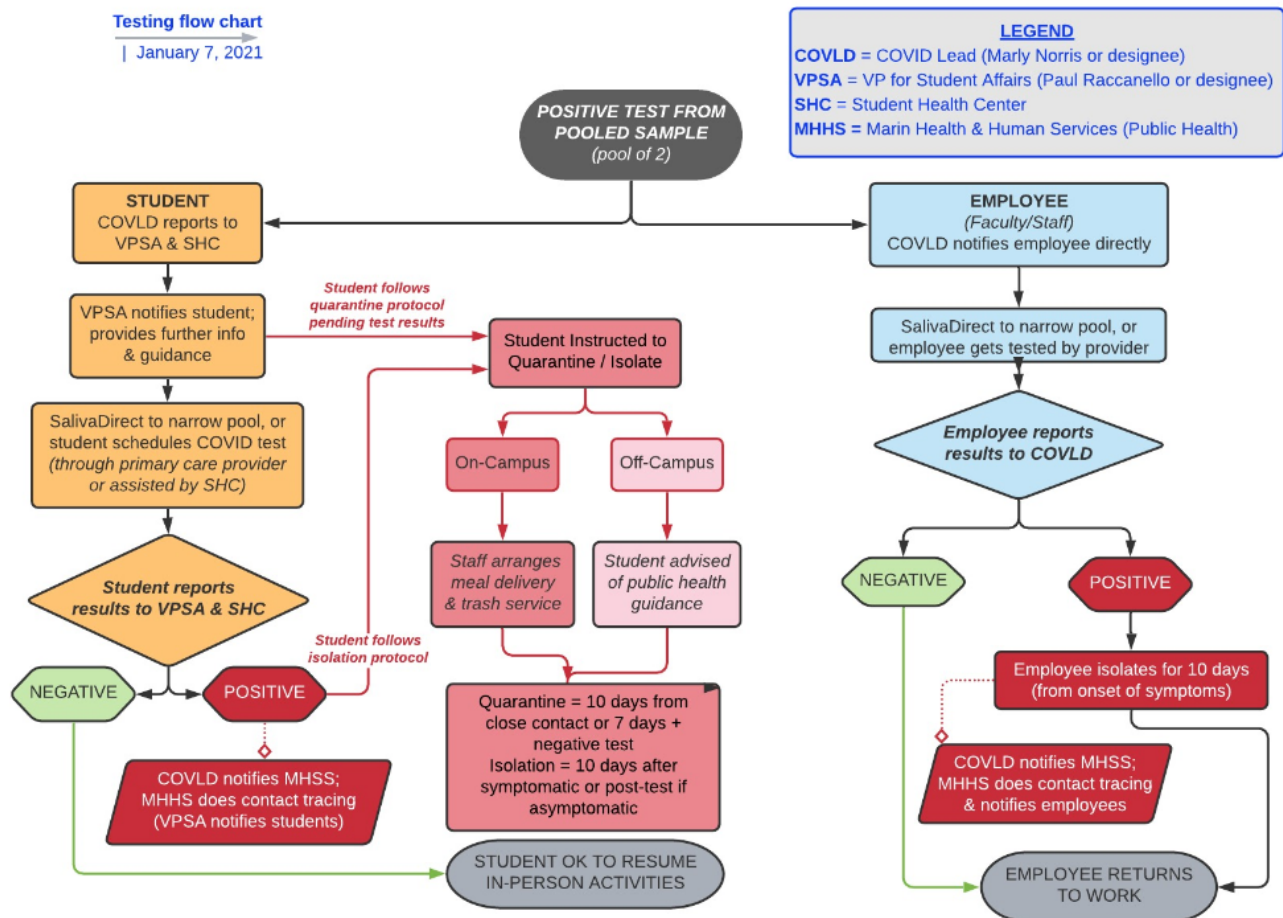 Testing flow chart
| January 7, 2021
LEGEND
COVLD = COVID Lead (Marly Norris or designee)
VPSA = VP for Student Affairs (Paul Raccanello or designee)
SHC = Student Health Center
MHHS = Marin Health & Human Services (Public Health)
POSITIVE TEST FROM
POOLED SAMPLE
(pool of 2)
STUDENT
COVLD reports to
VPSA & SHC
VPSA notifies student;
provides further info
& guidance
SalivaDirect to narrow pool, or
student schedules COVID test
(through primary care provider
or assisted by SHC)
Student reports
results to VPSA & SHC
NEGATIVE
POSITIVE
COVLD notifies MHSS;
MHHS does contact tracing
(VPSA notifies students)
Student follows
quarantine protocol
pending test results
Student follows
isolation protocol
Student Instructed to
Quarantine / Isolate
On-Campus
Off-Campus
Staff arranges
meal delivery
& trash service
Student advised
of public health
guidance
Quarantine = 10 days from
close contact or 7 days +
negative test
Isolation = 10 days after
symptomatic or post-test if
asymptomatic
STUDENT OK TO RESUME
IN-PERSON ACTIVITIES
EMPLOYEE
(Faculty/Staff)
COVLD notifies employee directly
SalivaDirect to narrow pool, or
employee gets tested by provider
Employee reports
results to COVLD
NEGATIVE
POSITIVE
Employee isolates for 10 days
(from onset of symptoms)
COVLD notifies MHSS;
MHHS does contact tracing
& notifies employees
EMPLOYEE RETURNS
TO WORK